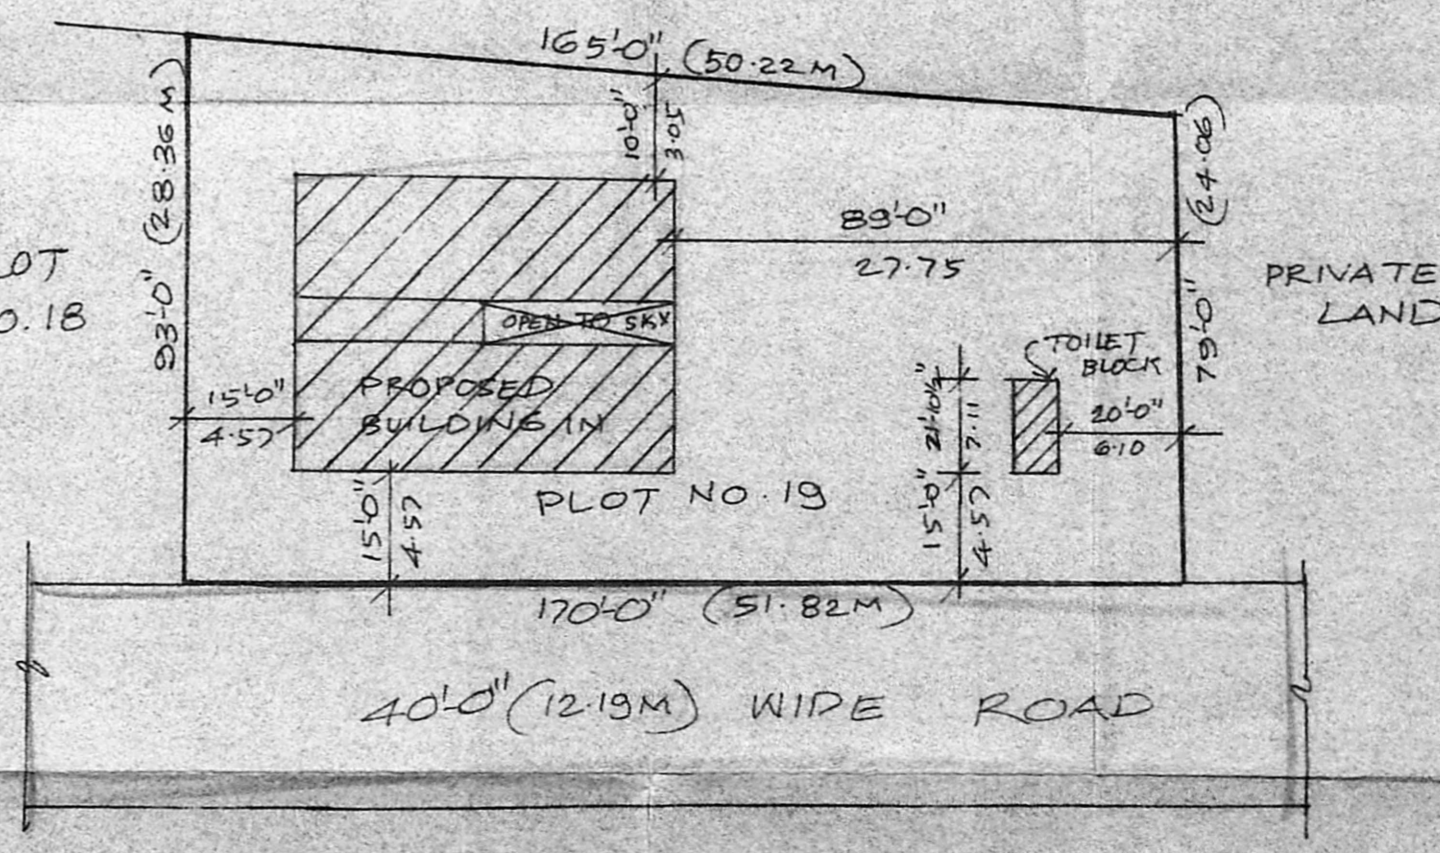 165'-0" (50.22 M)
10'-0"
3.05
93'-0" (28.36 M)
(24.06)
79'-0"
89'-0"
27.75
OT
O.18
PRIVATE
LAND
OPEN TO SKY
TOILET
BLOCK
15'-0"
4.57
PROPOSED
BUILDING IN
21'-10½"
7.11
20'-0"
6.10
PLOT NO. 19
15'-0"
4.57
15'-0"
4.57
170'-0" (51.82M)
40'-0" (12.19M) WIDE ROAD